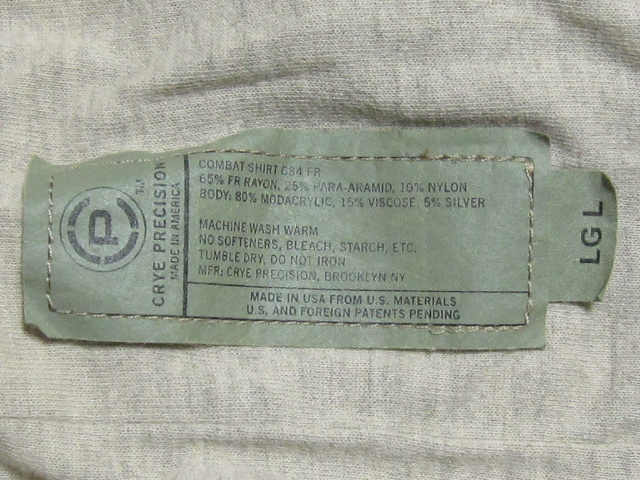 CRYE PRECISION™
MADE IN AMERICA
COMBAT SHIRT G84 FR
65% FR RAYON, 25% PARA-ARAMID, 10% NYLON
BODY: 80% MODACRYLIC, 15% VISCOSE, 5% SILVER
MACHINE WASH WARM
NO SOFTENERS, BLEACH, STARCH, ETC.
TUMBLE DRY, DO NOT IRON
MFR: CRYE PRECISION, BROOKLYN NY
MADE IN USA FROM U.S. MATERIALS
U.S. AND FOREIGN PATENTS PENDING
LG L